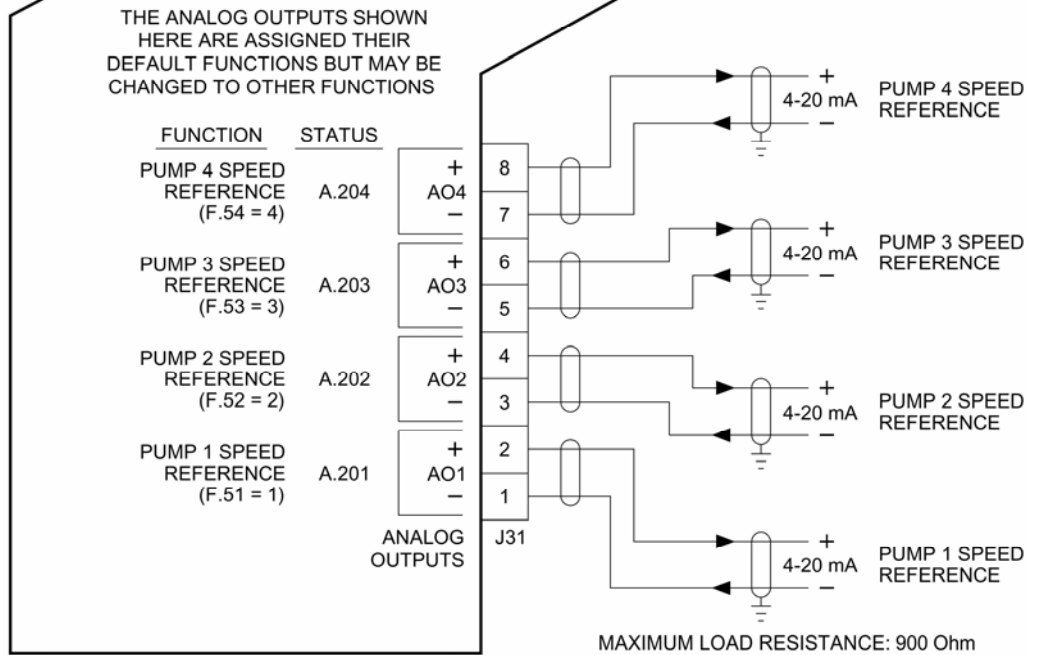 THE ANALOG OUTPUTS SHOWN
HERE ARE ASSIGNED THEIR
DEFAULT FUNCTIONS BUT MAY BE
CHANGED TO OTHER FUNCTIONS
FUNCTION STATUS
PUMP 4 SPEED
REFERENCE
(F.54 = 4)
A.204
+
AO4
−
8
7
+
4-20 mA
−
PUMP 4 SPEED
REFERENCE
PUMP 3 SPEED
REFERENCE
(F.53 = 3)
A.203
+
AO3
−
6
5
+
4-20 mA
−
PUMP 3 SPEED
REFERENCE
PUMP 2 SPEED
REFERENCE
(F.52 = 2)
A.202
+
AO2
−
4
3
+
4-20 mA
−
PUMP 2 SPEED
REFERENCE
PUMP 1 SPEED
REFERENCE
(F.51 = 1)
A.201
+
AO1
−
2
1
+
4-20 mA
−
PUMP 1 SPEED
REFERENCE
ANALOG
OUTPUTS
J31
MAXIMUM LOAD RESISTANCE: 900 Ohm